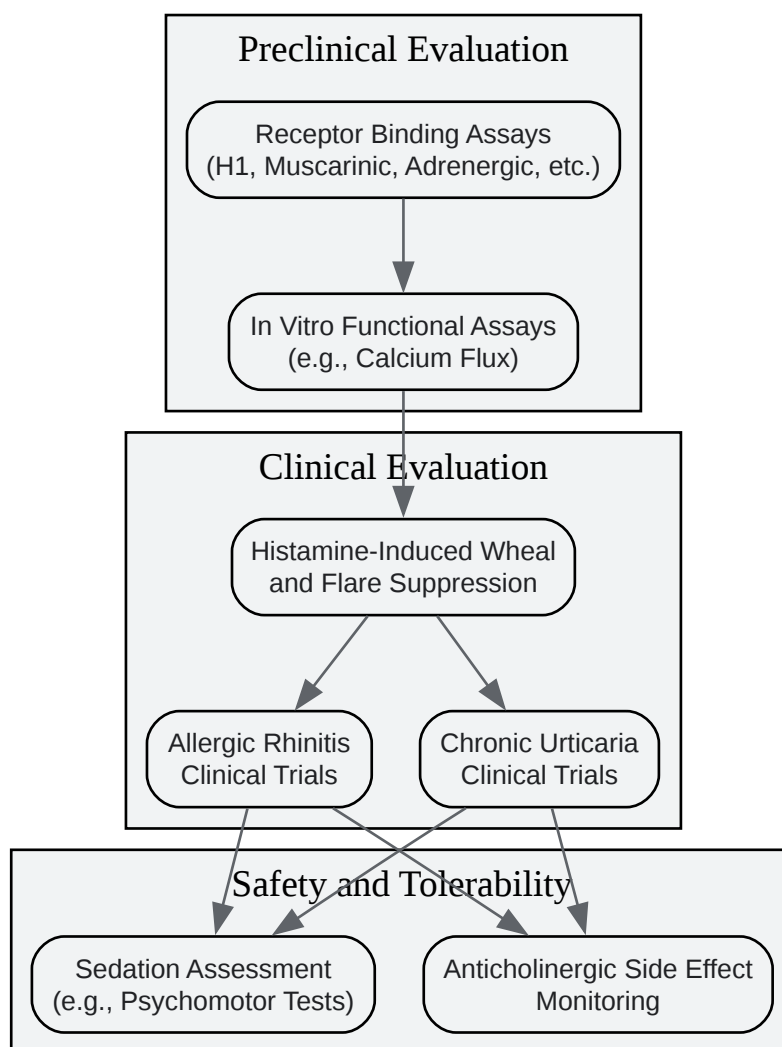 Preclinical Evaluation
Receptor Binding Assays
(H1, Muscarinic, Adrenergic, etc.)
In Vitro Functional Assays
(e.g., Calcium Flux)
Clinical Evaluation
Histamine-Induced Wheal
and Flare Suppression
Allergic Rhinitis
Clinical Trials
Chronic Urticaria
Clinical Trials
Safety and Tolerability
Sedation Assessment
(e.g., Psychomotor Tests)
Anticholinergic Side Effect
Monitoring